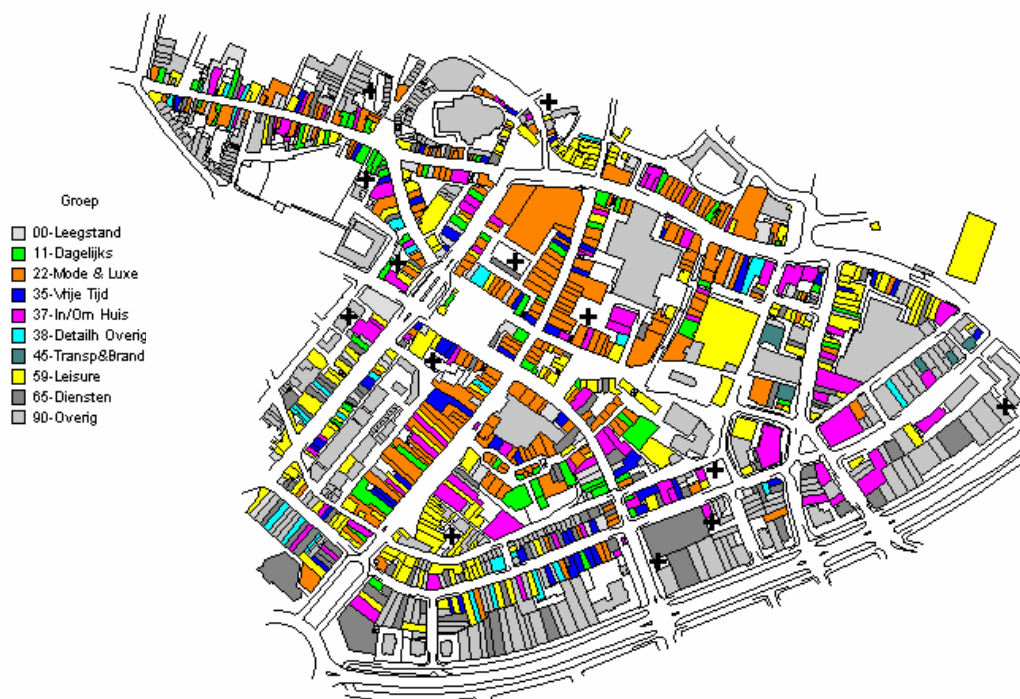 Groep
00-Leegstand
11-Dagelijks
22-Mode & Luxe
35-Vrije Tijd
37-In/Om Huis
38-Detailh Overig
45-Transp&Brand
59-Leisure
65-Diensten
90-Overig